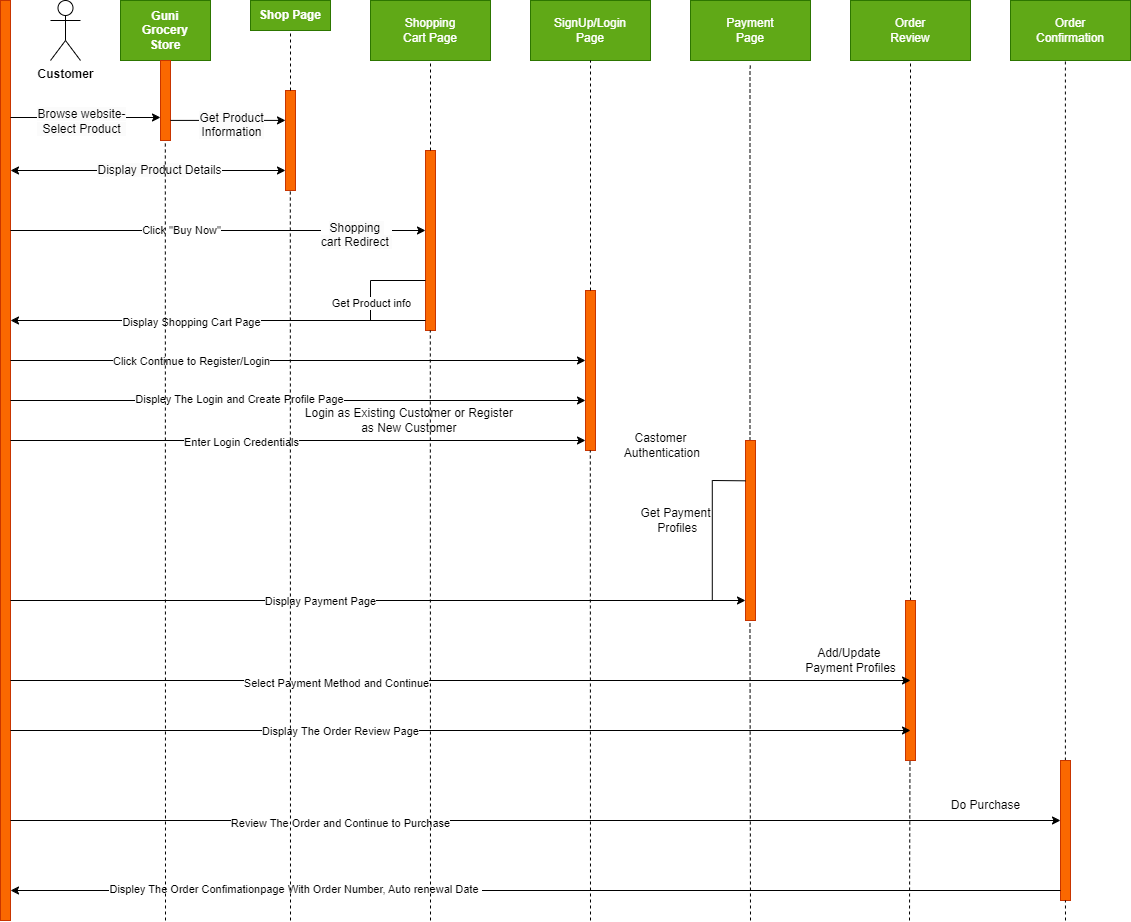 Guni
Grocery
Store
Shop Page
Shopping
Cart Page
SignUp/Login
Page
Payment
Page
Order
Review
Order
Confirmation
Customer
Browse website-
Select Product
Get Product
Information
Display Product Details
Click "Buy Now"
Shopping
cart Redirect
Get Product info
Display Shopping Cart Page
Click Continue to Register/Login
Displey The Login and Create Profile Page
Login as Existing Customer or Register
as New Customer
Enter Login Credentials
Castomer
Authentication
Get Payment
Profiles
Display Payment Page
Add/Update
Payment Profiles
Select Payment Method and Continue
Display The Order Review Page
Do Purchase
Review The Order and Continue to Purchase
Displey The Order Confimationpage With Order Number, Auto renewal Date